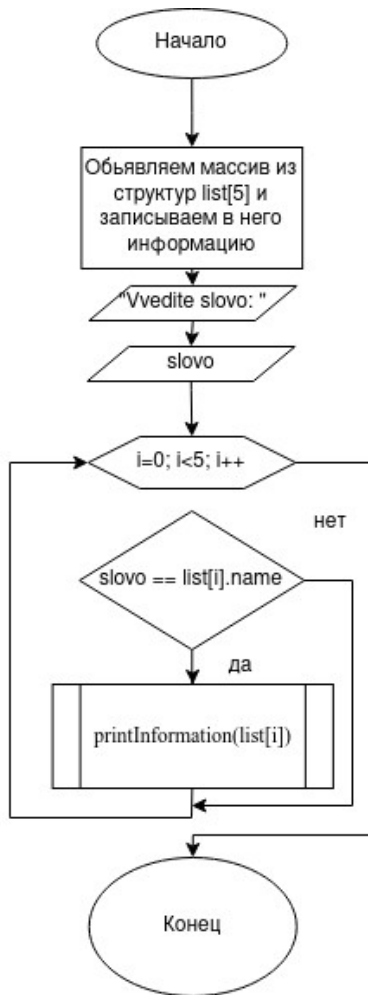 Начало
Обьявляем массив из
структур list[5] и
записываем в него
информацию
"Vvedite slovo: "
slovo
i=0; i<5; i++
нет
slovo == list[i].name
да
printInformation(list[i])
Конец